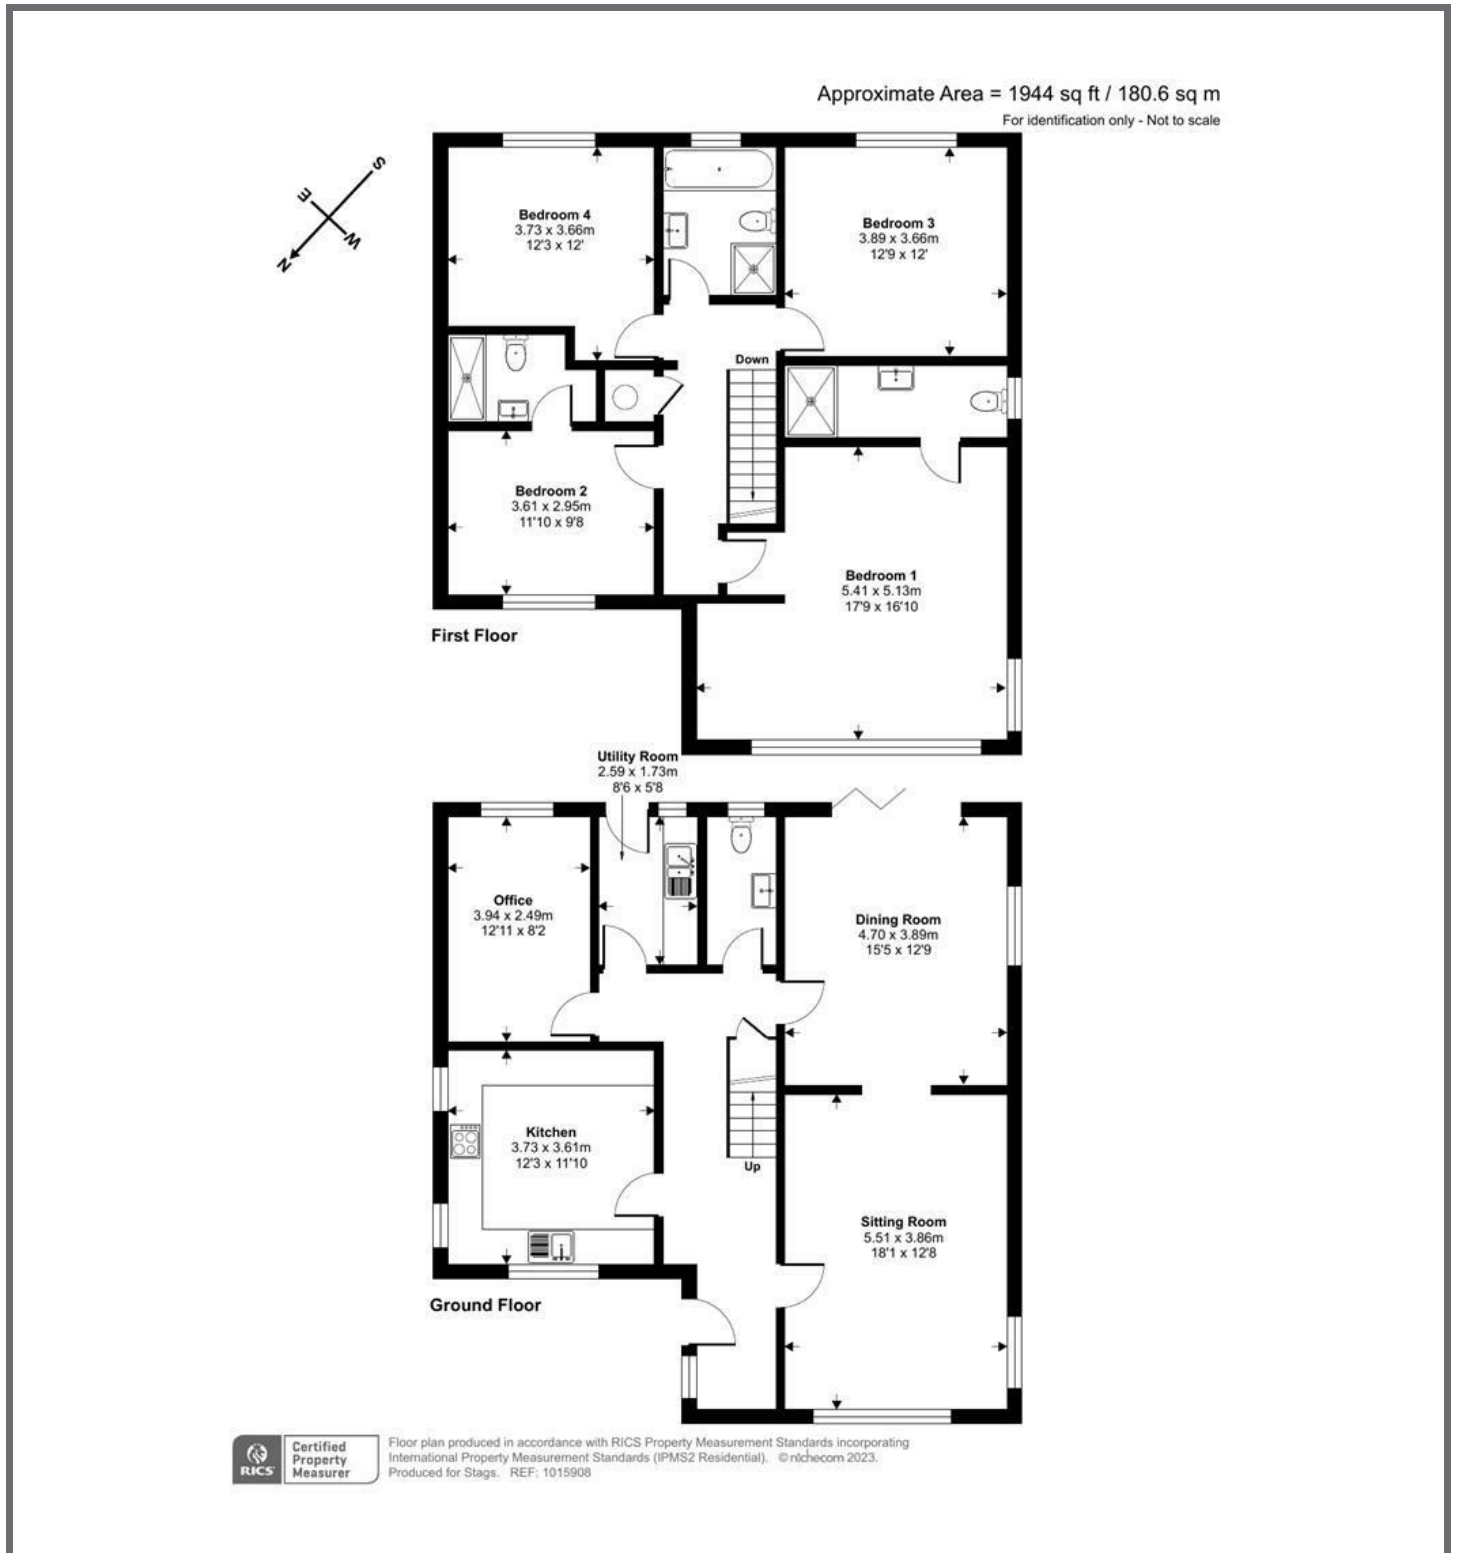 Approximate Area = 1944 sq ft / 180.6 sq m
For identification only - Not to scale
S
E
W
N
Bedroom 4
3.73 x 3.66m
12'3 x 12'
Bedroom 3
3.89 x 3.66m
12'9 x 12'
Down
Bedroom 2
3.61 x 2.95m
11'10 x 9'8
Bedroom 1
5.41 x 5.13m
17'9 x 16'10
First Floor
Utility Room
2.59 x 1.73m
8'6 x 5'8
Office
3.94 x 2.49m
12'11 x 8'2
Dining Room
4.70 x 3.89m
15'5 x 12'9
Kitchen
3.73 x 3.61m
12'3 x 11'10
Up
Sitting Room
5.51 x 3.86m
18'1 x 12'8
Ground Floor
RICS
Certified
Property
Measurer
Floor plan produced in accordance with RICS Property Measurement Standards incorporating
International Property Measurement Standards (IPMS2 Residential). © nichecom 2023.
Produced for Stags. REF: 1015908